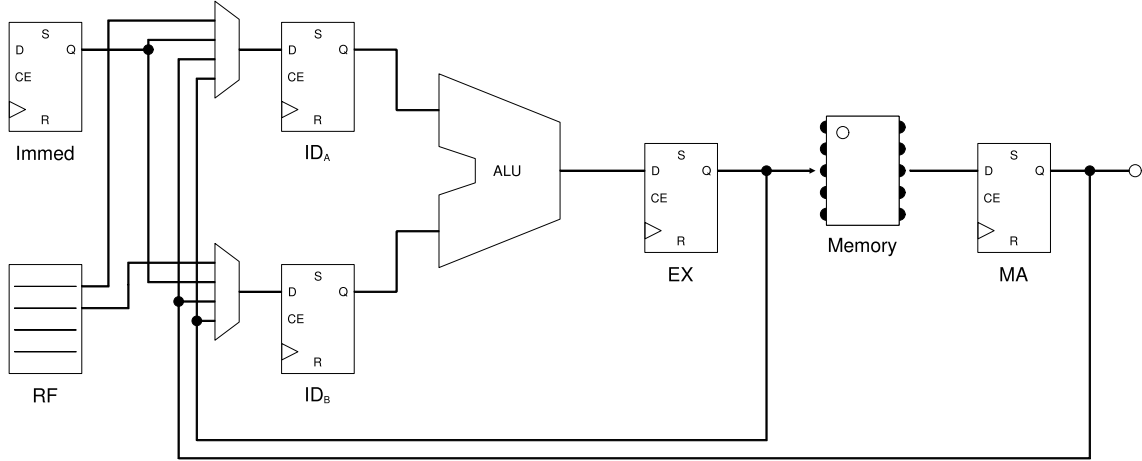 S
D Q
CE
R
Immed
S
D Q
CE
R
IDA
ALU
S
D Q
CE
R
EX
Memory
S
D Q
CE
R
MA
RF
S
D Q
CE
R
IDB